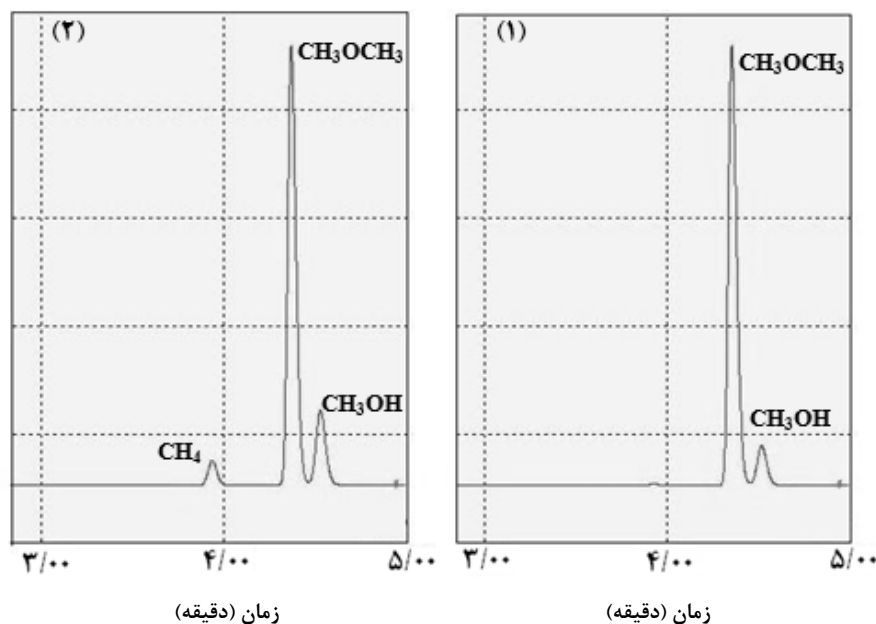 (۲)
CH₃OCH₃
CH₃OH
CH₄
۳/۰۰ ۴/۰۰ ۵/۰۰
زمان (دقیقه)
(۱)
CH₃OCH₃
CH₃OH
۳/۰۰ ۴/۰۰ ۵/۰۰
زمان (دقیقه)